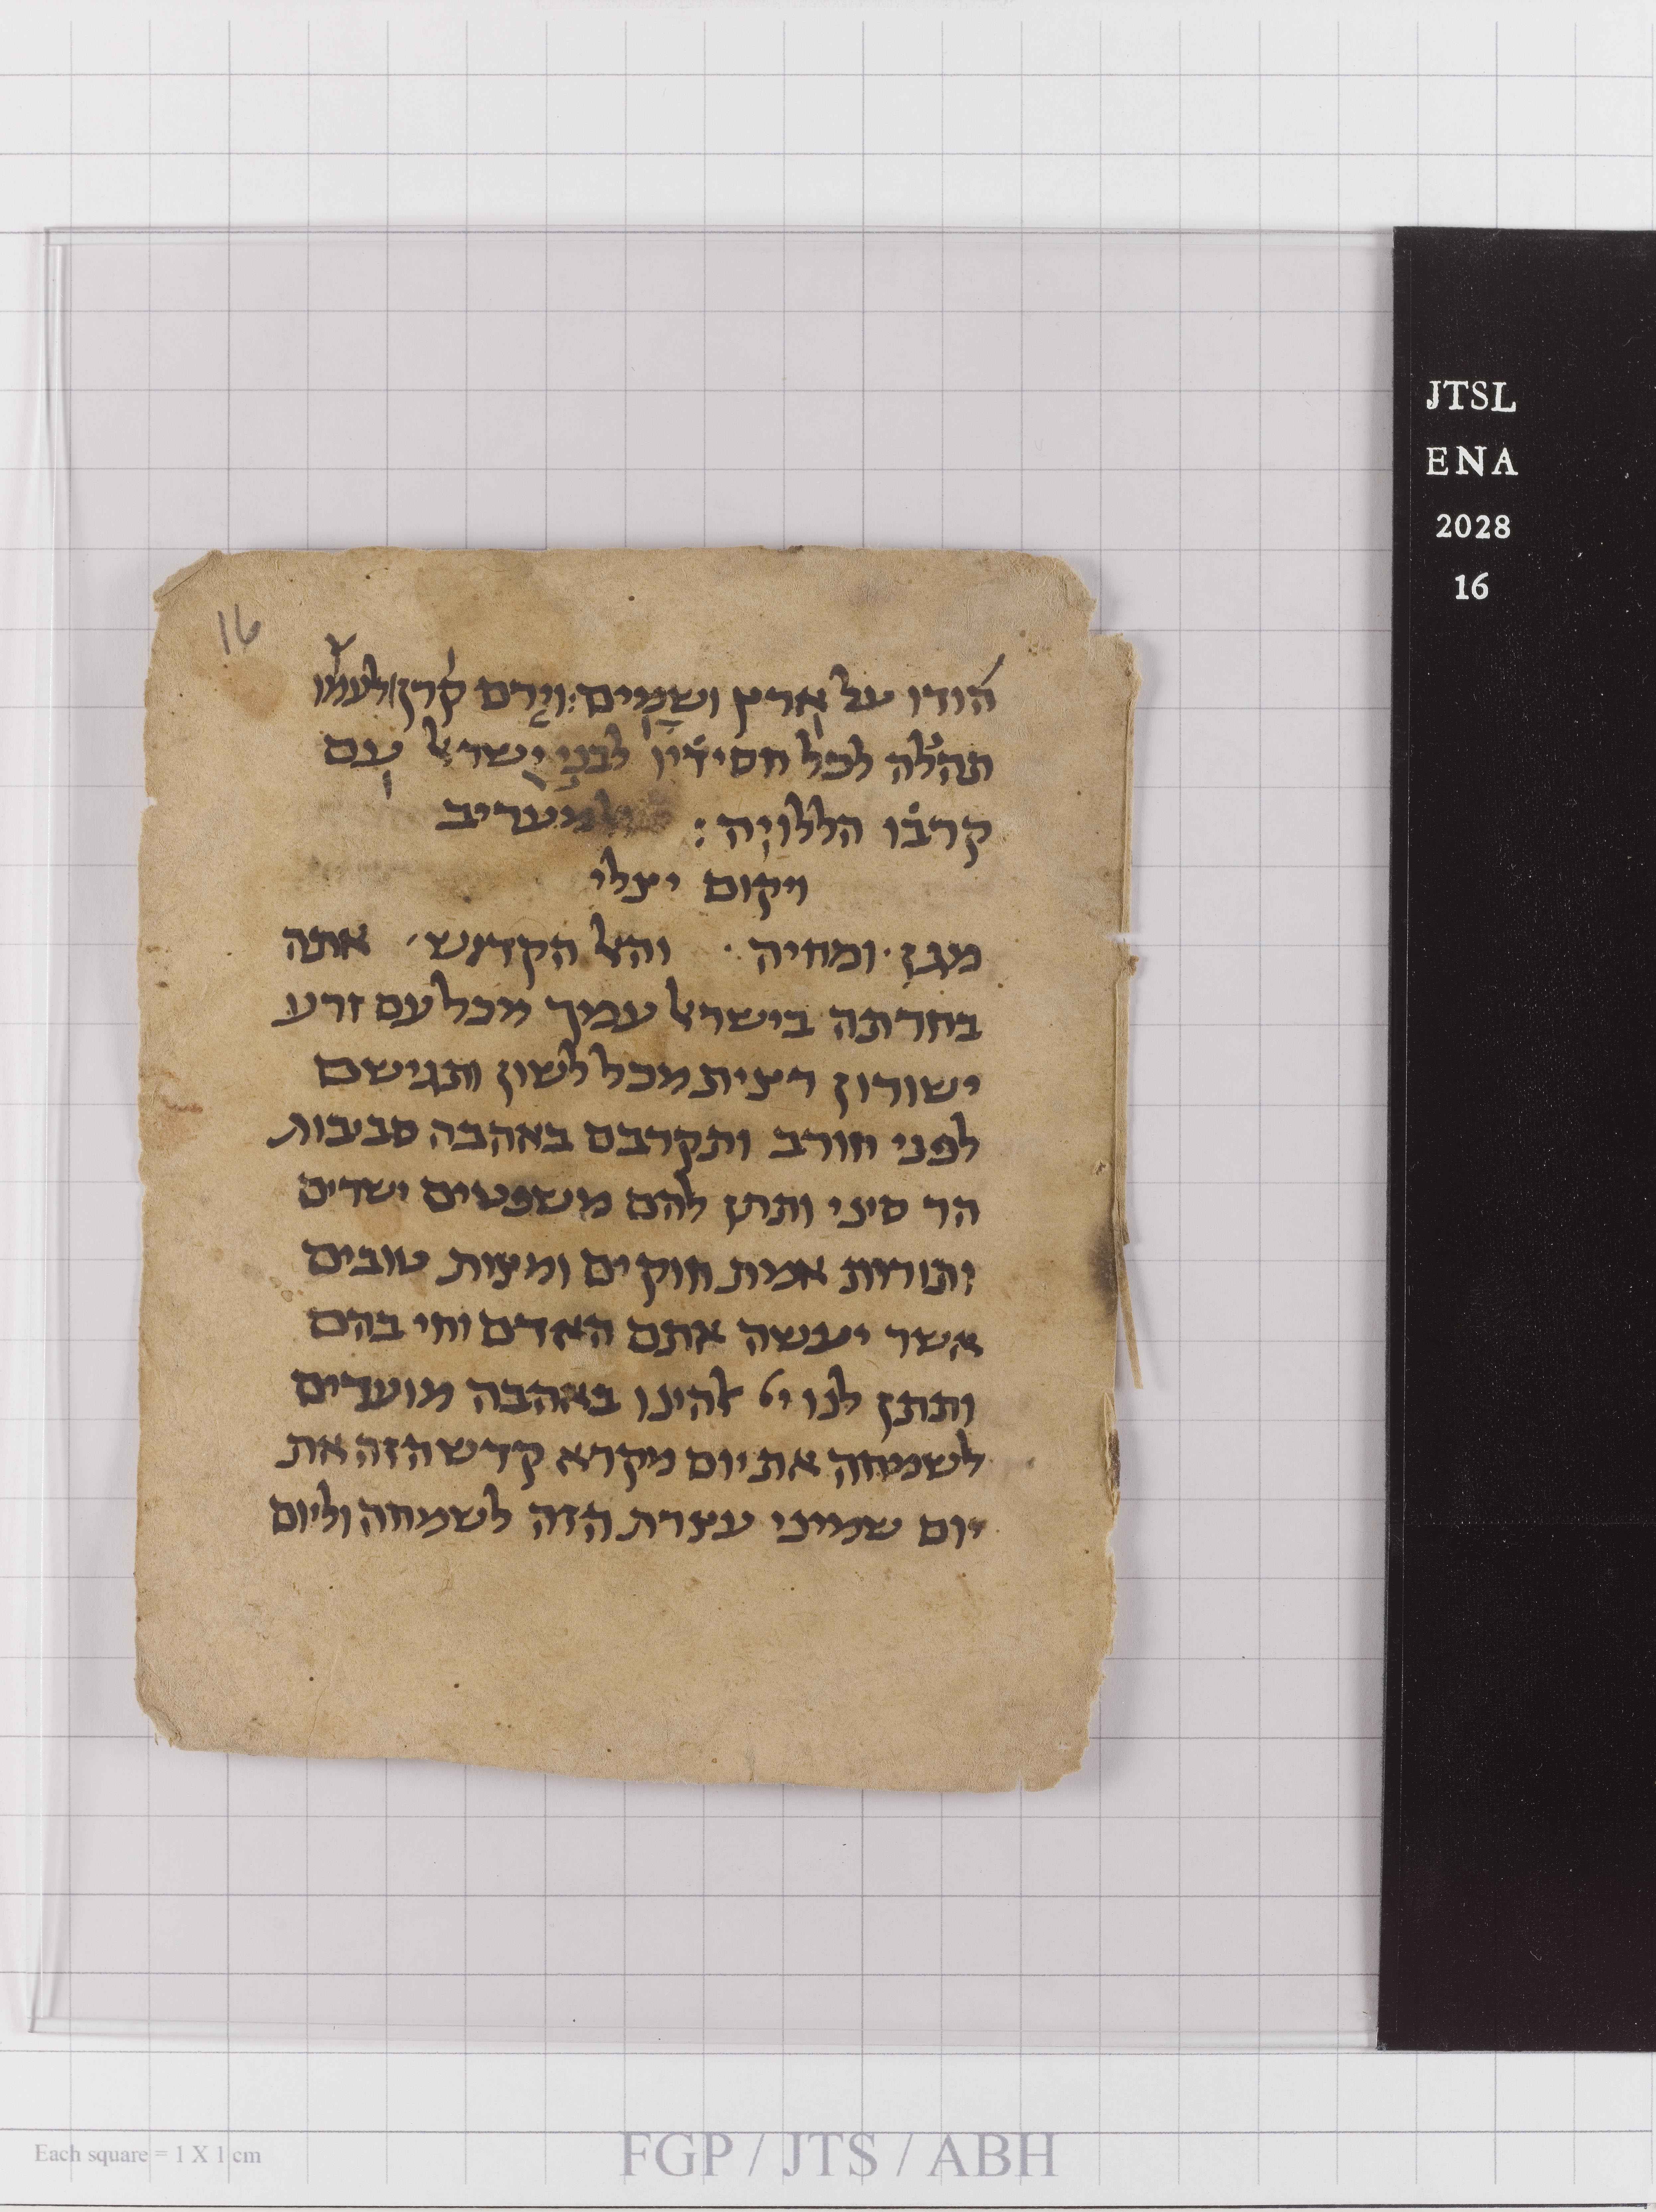 16
הודו על ארץ ושמים: וירם קרן לעמו
תהלה לכל חסידיו לבני ישראל עם
קרבו הללויה: ולמעריב
ויקום יצלי
מגן · ומחיה · והאל הקדוש · אתה
בחרתה בישראל עמך מכל עם זרע
ישורון רצית מכל לשון ותגישם
לפני חורב ותקרבם באהבה סביבות
הר סיני ותתן להם משפטים ישרים
ותורות אמת חוקים ומצות טובים
אשר יעשה אתם האדם וחי בהם
ותתן לנו ייי אלהינו באהבה מועדים
לשמחה את יום מקרא קדש הזה את
יום שמיני עצרת הזה לשמחה וליום
JTSL
ENA
2028
16
Each square = 1 X 1 cm
FGP / JTS / ABH